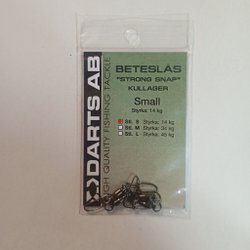 DARTS AB
HIGH QUALITY FISHING TACKLE
BETESLÅS
"STRONG SNAP"
KULLAGER
Small
Styrka: 14 kg
Stl. S Styrka: 14 kg
Stl. M Styrka: 34 kg
Stl. L Styrka: 45 kg